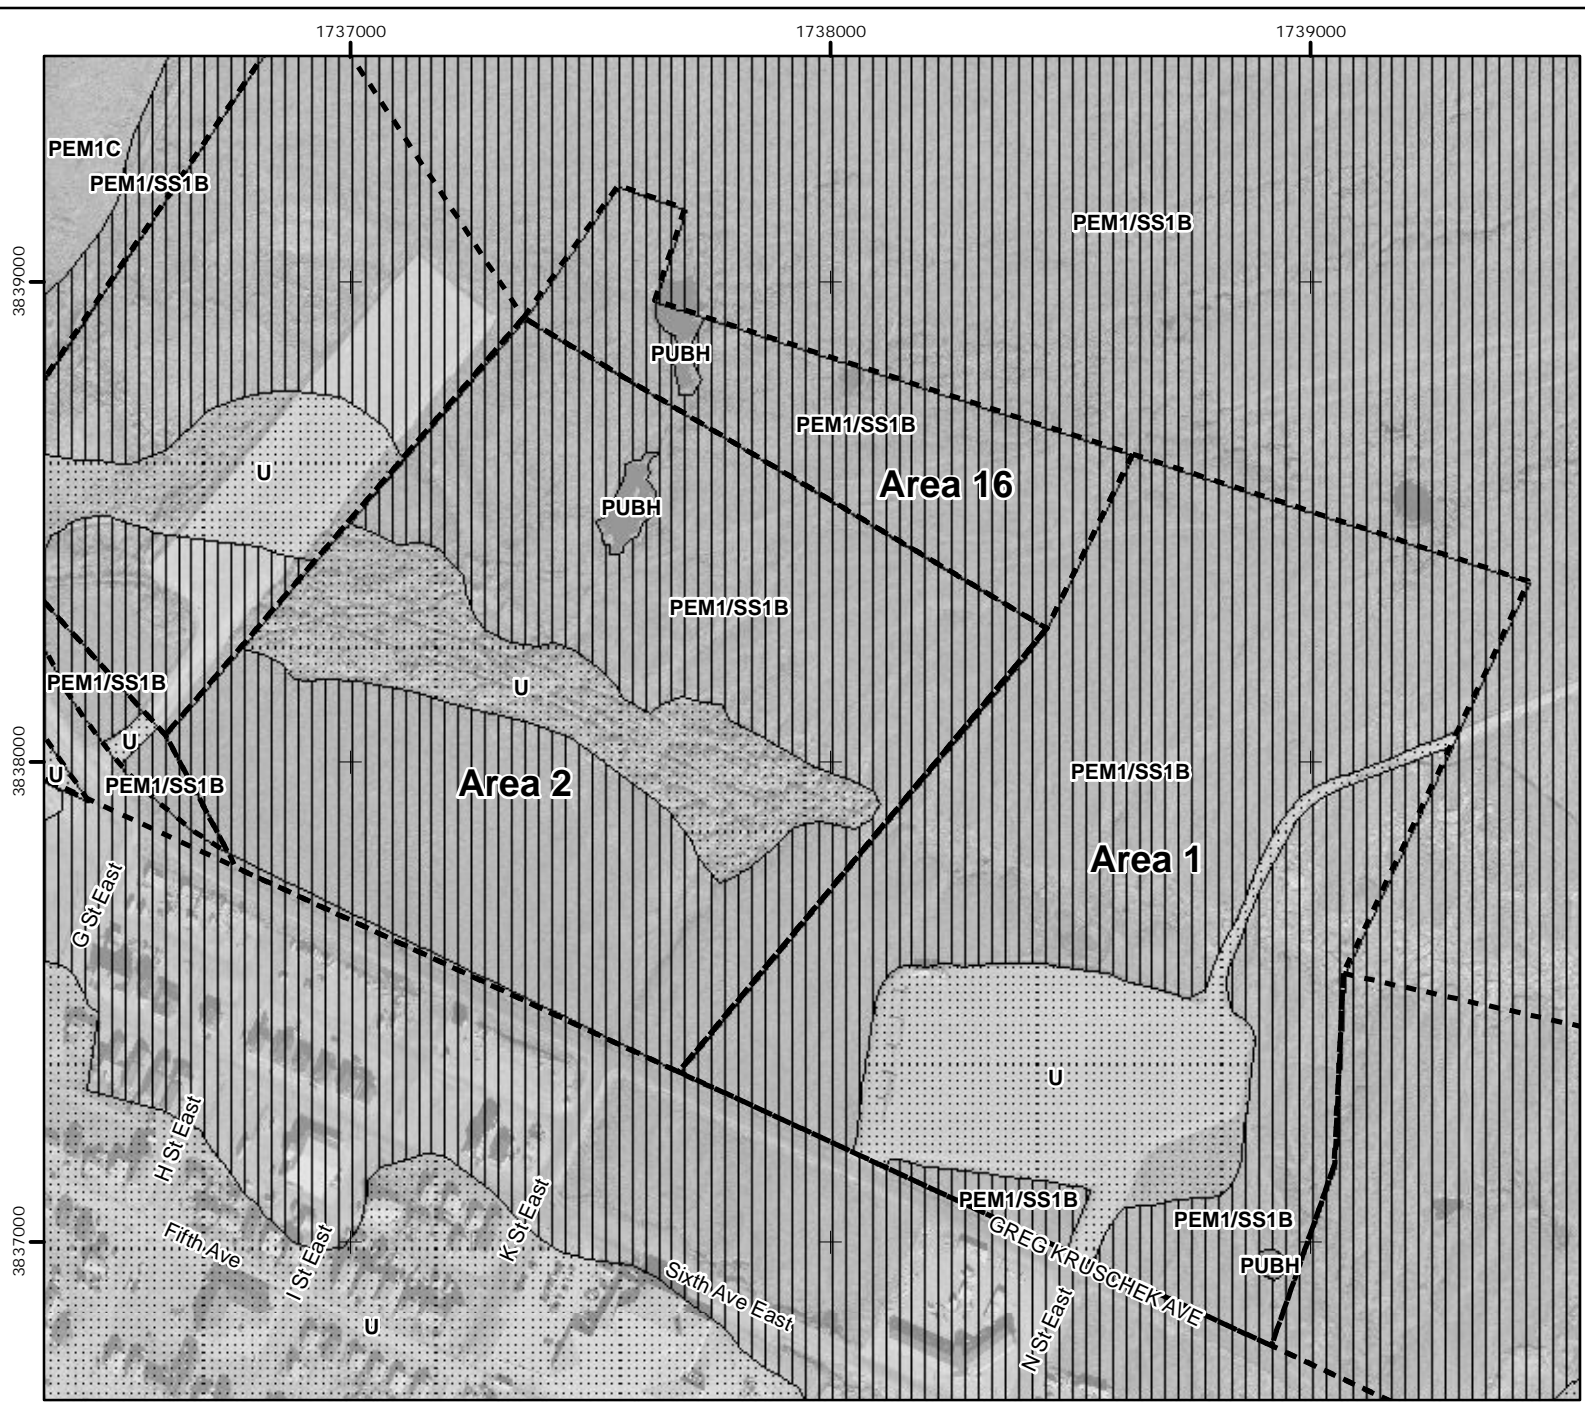 1737000
1738000
1739000
PEM1C
PEM1/SS1B
PEM1/SS1B
3839000
PUBH
PEM1/SS1B
Area 16
U
PUBH
PEM1/SS1B
PEM1/SS1B
U
U
3838000
U
PEM1/SS1B
Area 2
PEM1/SS1B
Area 1
G St East
U
H St East
PEM1/SS1B
PEM1/SS1B
3837000
Fifth Ave
I St East
K St East
Sixth Ave East
GREG KRUSCHEK AVE
PUBH
N St East
U